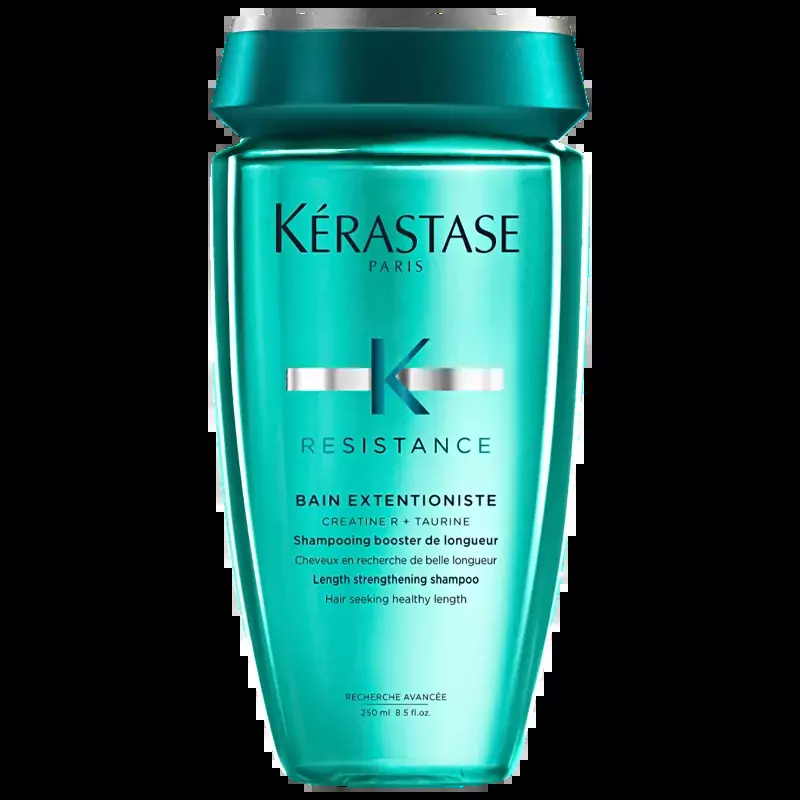 KÉRASTASE
PARIS
K
RESISTANCE
BAIN EXTENTIONISTE
CREATINE R + TAURINE
Shampooing booster de longueur
Cheveux en recherche de belle longueur
Length strengthening shampoo
Hair seeking healthy length
RECHERCHE AVANCÉE
250 ml 8.5 fl.oz.